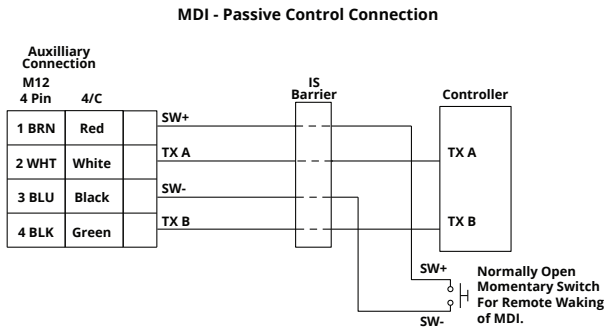 MDI - Passive Control Connection
Auxilliary
Connection
M12
4 Pin 4/C
IS
Barrier
Controller
1 BRN Red SW+
2 WHT White TX A TX A
3 BLU Black SW-
4 BLK Green TX B TX B
SW+
SW-
Normally Open
Momentary Switch
For Remote Waking
of MDI.